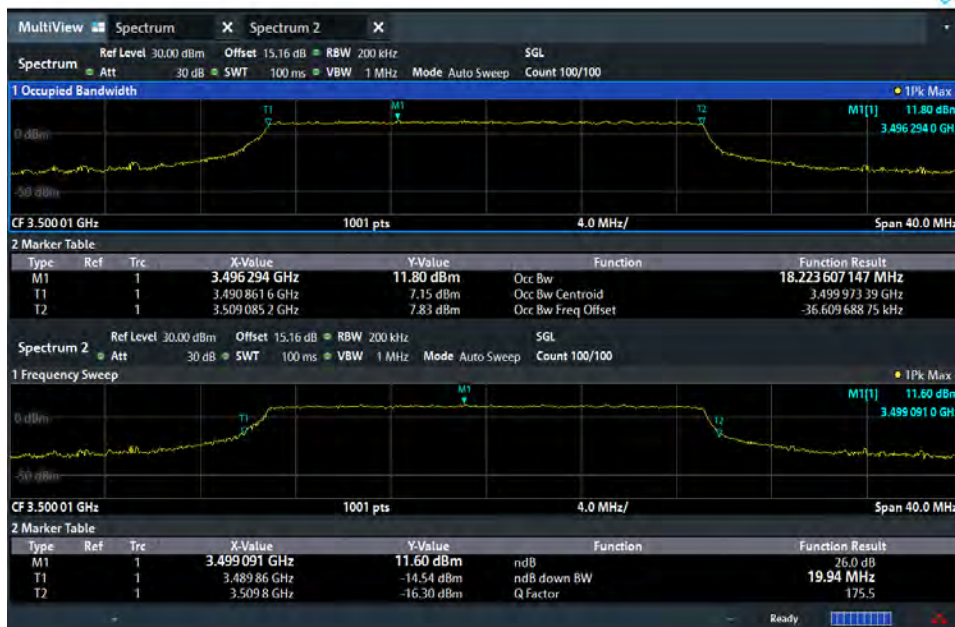 MultiView Spectrum X Spectrum 2 X
Ref Level 30.00 dBm Offset 15.16 dB RBW 200 kHz SGL
Spectrum Att 30 dB SWT 100 ms VBW 1 MHz Mode Auto Sweep Count 100/100
1 Occupied Bandwidth 1Pk Max
T1 M1 T2 M1[1] 11.80 dBm
0 dBm 3.496 294 0 GH
-50 dBm
CF 3.500 01 GHz 1001 pts 4.0 MHz/ Span 40.0 MHz
2 Marker Table
Type Ref Trc X-Value Y-Value Function Function Result
M1 1 3.496 294 GHz 11.80 dBm Occ Bw 18.223 607 147 MHz
T1 1 3.490 861 6 GHz 7.15 dBm Occ Bw Centroid 3.499 973 39 GHz
T2 1 3.509 085 2 GHz 7.83 dBm Occ Bw Freq Offset -36.609 688 75 kHz
Ref Level 30.00 dBm Offset 15.16 dB RBW 200 kHz SGL
Spectrum 2 Att 30 dB SWT 100 ms VBW 1 MHz Mode Auto Sweep Count 100/100
1 Frequency Sweep 1Pk Max
M1 M1[1] 11.60 dBm
0 dBm T1 T2 3.499 091 0 GH
-50 dBm
CF 3.500 01 GHz 1001 pts 4.0 MHz/ Span 40.0 MHz
2 Marker Table
Type Ref Trc X-Value Y-Value Function Function Result
M1 1 3.499 091 GHz 11.60 dBm ndB 26.0 dB
T1 1 3.489 86 GHz -14.54 dBm ndB down BW 19.94 MHz
T2 1 3.509 8 GHz -16.30 dBm Q Factor 175.5
Ready